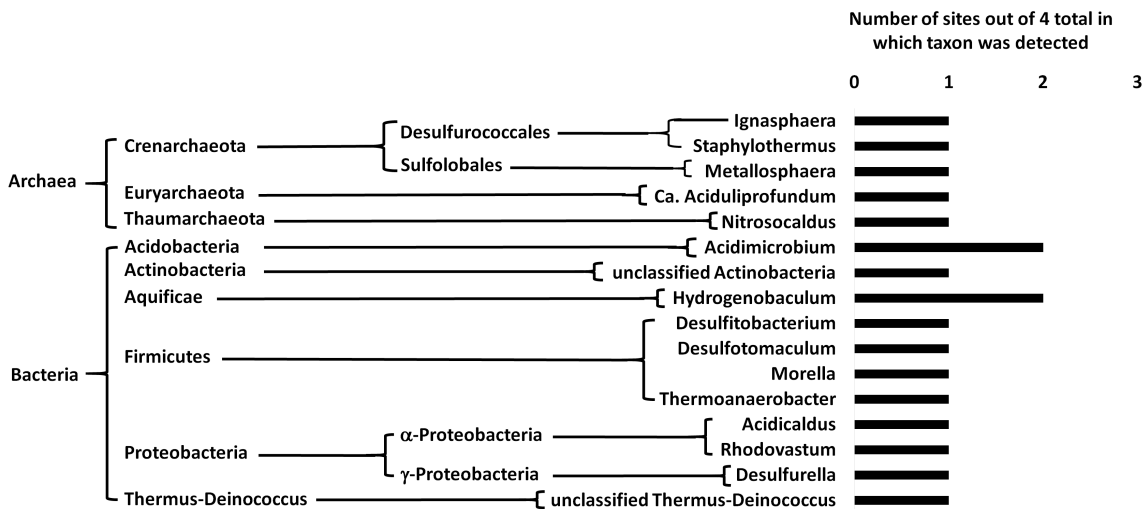 Number of sites out of 4 total in
which taxon was detected
0 1 2 3
Archaea
Crenarchaeota
Desulfurococcales
Ignasphaera
Staphylothermus
Sulfolobales
Metallosphaera
Euryarchaeota
Ca. Aciduliprofundum
Thaumarchaeota
Nitrosocaldus
Bacteria
Acidobacteria
Acidimicrobium
Actinobacteria
unclassified Actinobacteria
Aquificae
Hydrogenobaculum
Firmicutes
Desulfitobacterium
Desulfotomaculum
Morella
Thermoanaerobacter
Proteobacteria
α-Proteobacteria
Acidicaldus
Rhodovastum
γ-Proteobacteria
Desulfurella
Thermus-Deinococcus
unclassified Thermus-Deinococcus